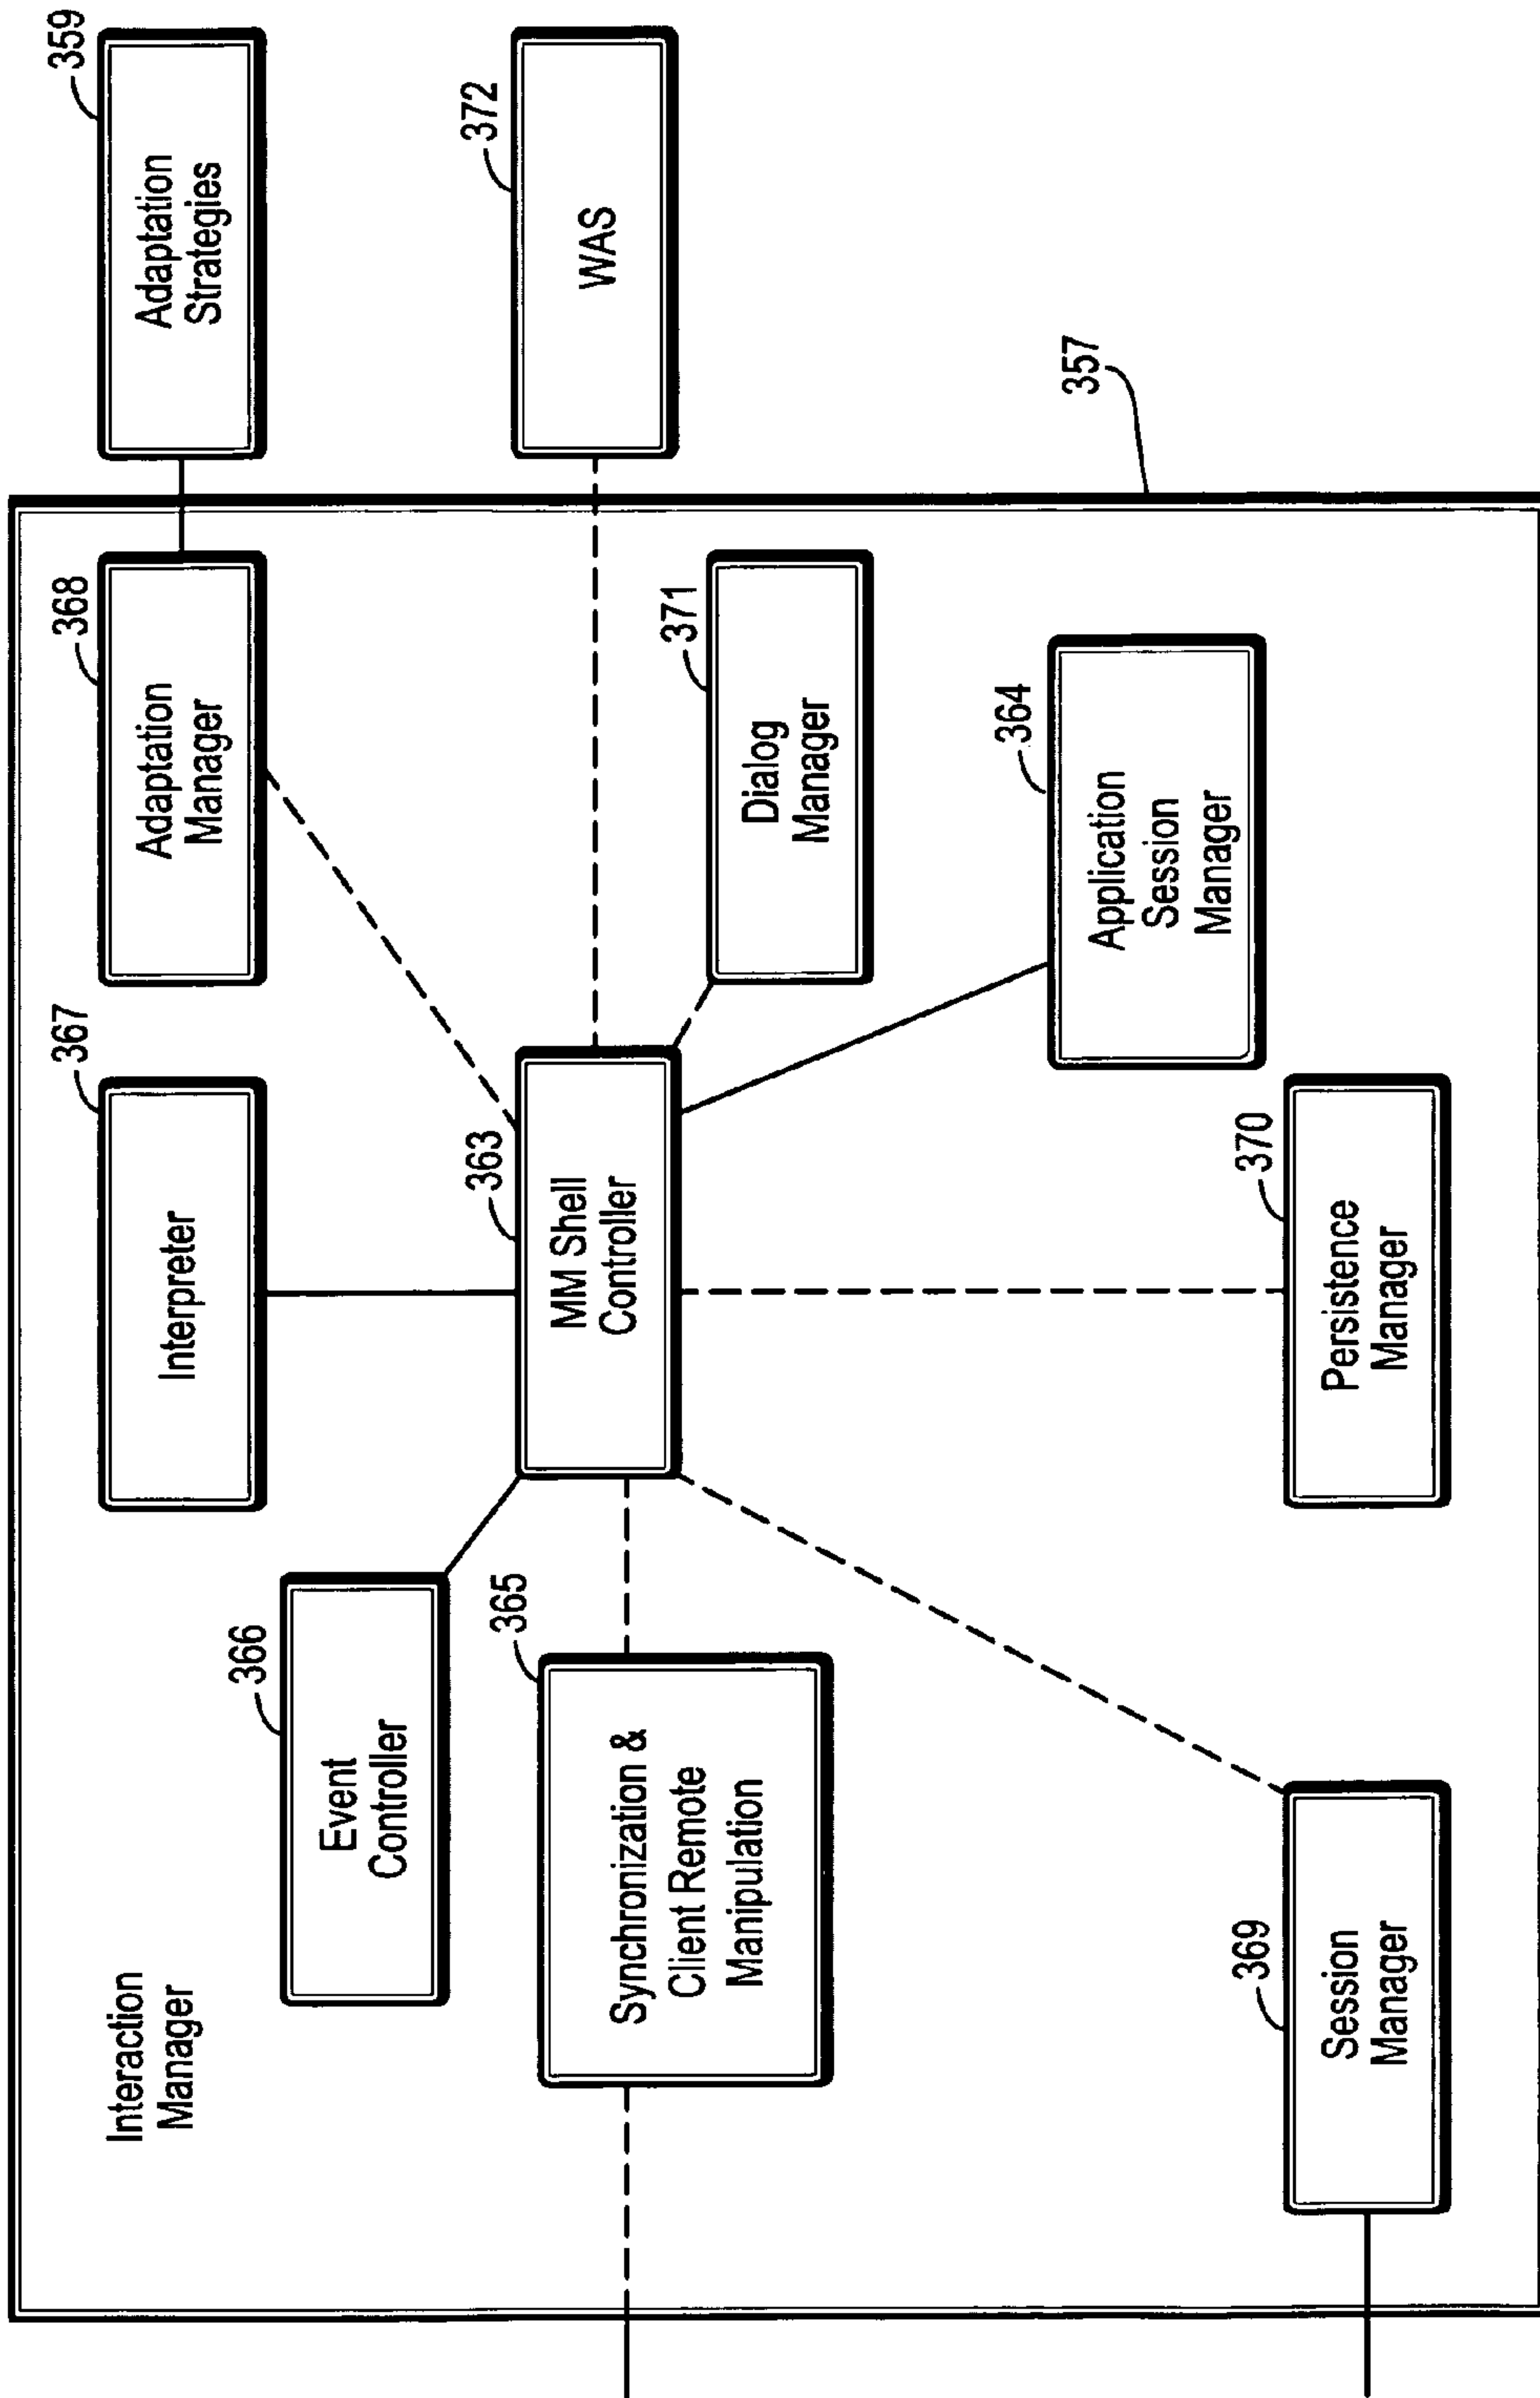 Interaction
Manager
367
Interpreter
368
Adaptation
Manager
359
Adaptation
Strategies
366
Event
Controller
363
MM Shell
Controller
372
WAS
365
Synchronization &
Client Remote
Manipulation
371
Dialog
Manager
357
364
Application
Session
Manager
369
Session
Manager
370
Persistence
Manager